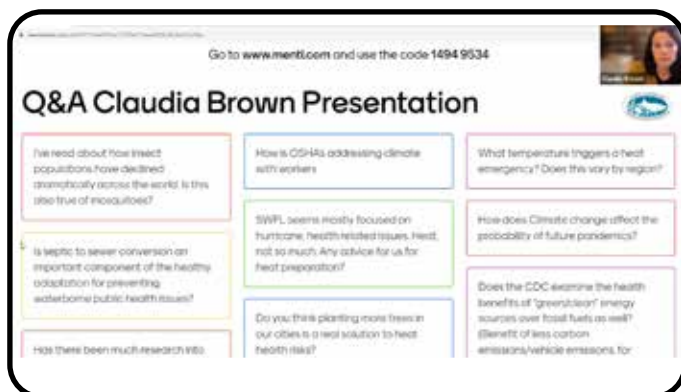 Go to www.menti.com and use the code 1494 9534
Q&A Claudia Brown Presentation
I've read about how insect
populations have declined
dramatically across the world. Is this
also true of mosquitoes?
Is septic to sewer conversion an
important component of the healthy
adaptation for preventing
waterborne public health issues?
Has there been much research into
How is OSHAs addressing climate
with workers
SWFL seems mostly focused on
hurricane, health related issues. Heat,
not so much. Any advice for us for
heat preparation?
Do you think planting more trees in
our cities is a real solution to heat
health risks?
What temperature triggers a heat
emergency? Does this vary by region?
How does Climate change affect the
probability of future pandemics?
Does the CDC examine the health
benefits of "green/clean" energy
sources over fossil fuels as well?
(Benefit of less carbon
emissions/vehicle emissions, for
Claudia Brown